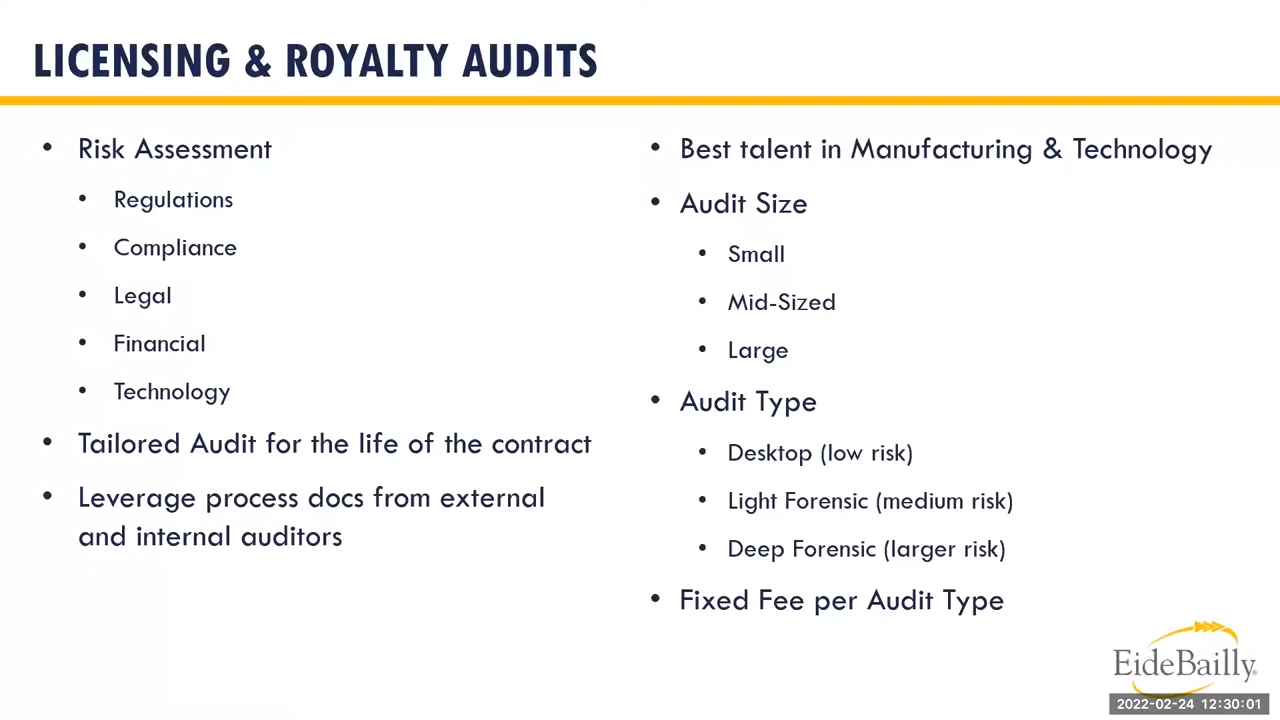 LICENSING & ROYALTY AUDITS
• Risk Assessment
• Regulations
• Compliance
• Legal
• Financial
• Technology
• Tailored Audit for the life of the contract
• Leverage process docs from external
and internal auditors
• Best talent in Manufacturing & Technology
• Audit Size
• Small
• Mid-Sized
• Large
• Audit Type
• Desktop (low risk)
• Light Forensic (medium risk)
• Deep Forensic (larger risk)
• Fixed Fee per Audit Type
EideBailly®
2022-02-24 12:30:01